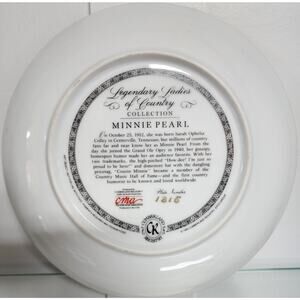 Legendary Ladies
of Country
COLLECTION
MINNIE PEARL
On October 25, 1912, she was born Sarah Ophelia
Colley in Centerville, Tennessee, but millions of country
fans far and near know her as Minnie Pearl. From the
day she joined the Grand Ole Opry in 1940, her gossipy,
homespun humor made her an audience favorite. With her
two trademarks, the high-pitched "How-dee! I'm just so
proud to be here!" and downhome hat with the dangling
pricetag, "Cousin Minnie" became a member of the
Country Music Hall of Fame—and the first country
humorist to be known and loved worldwide.
cma
Plate Number
1215
CK